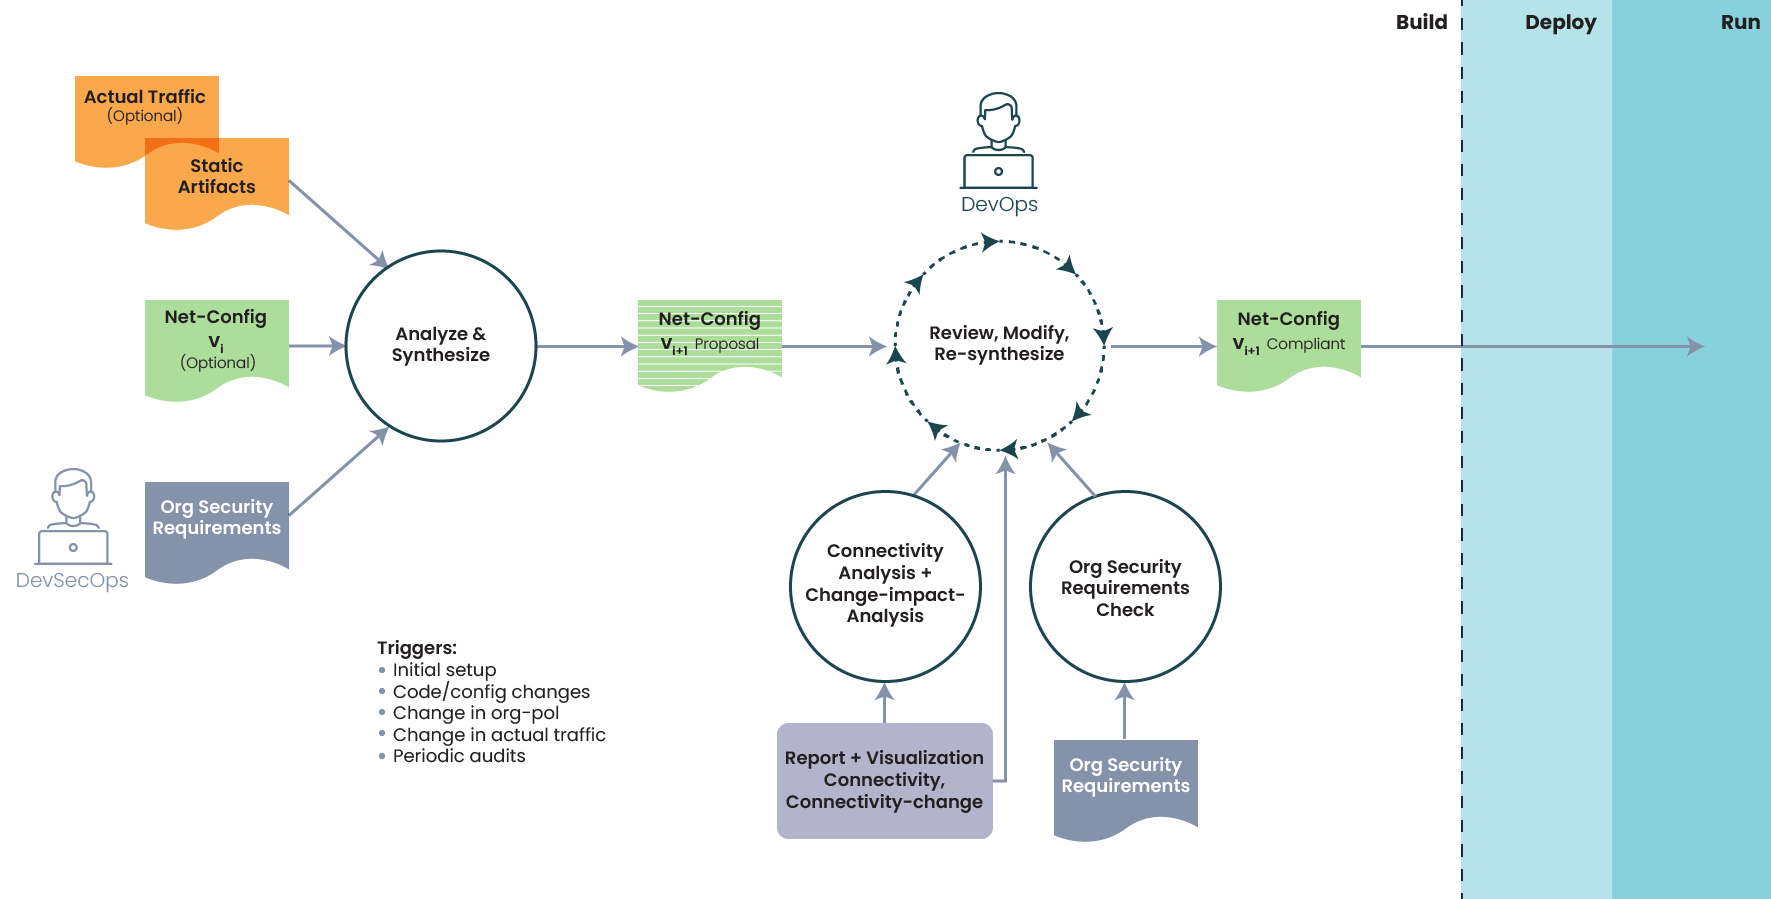 Build
Deploy
Run
Actual Traffic
(Optional)
Static
Artifacts
DevOps
Net-Config
Vi
(Optional)
Analyze &
Synthesize
Net-Config
Vi+1 Proposal
Review, Modify,
Re-synthesize
Net-Config
Vi+1 Compliant
DevSecOps
Org Security
Requirements
Connectivity
Analysis +
Change-impact-
Analysis
Org Security
Requirements
Check
Triggers:
Initial setup
Code/config changes
Change in org-pol
Change in actual traffic
Periodic audits
Report + Visualization
Connectivity,
Connectivity-change
Org Security
Requirements